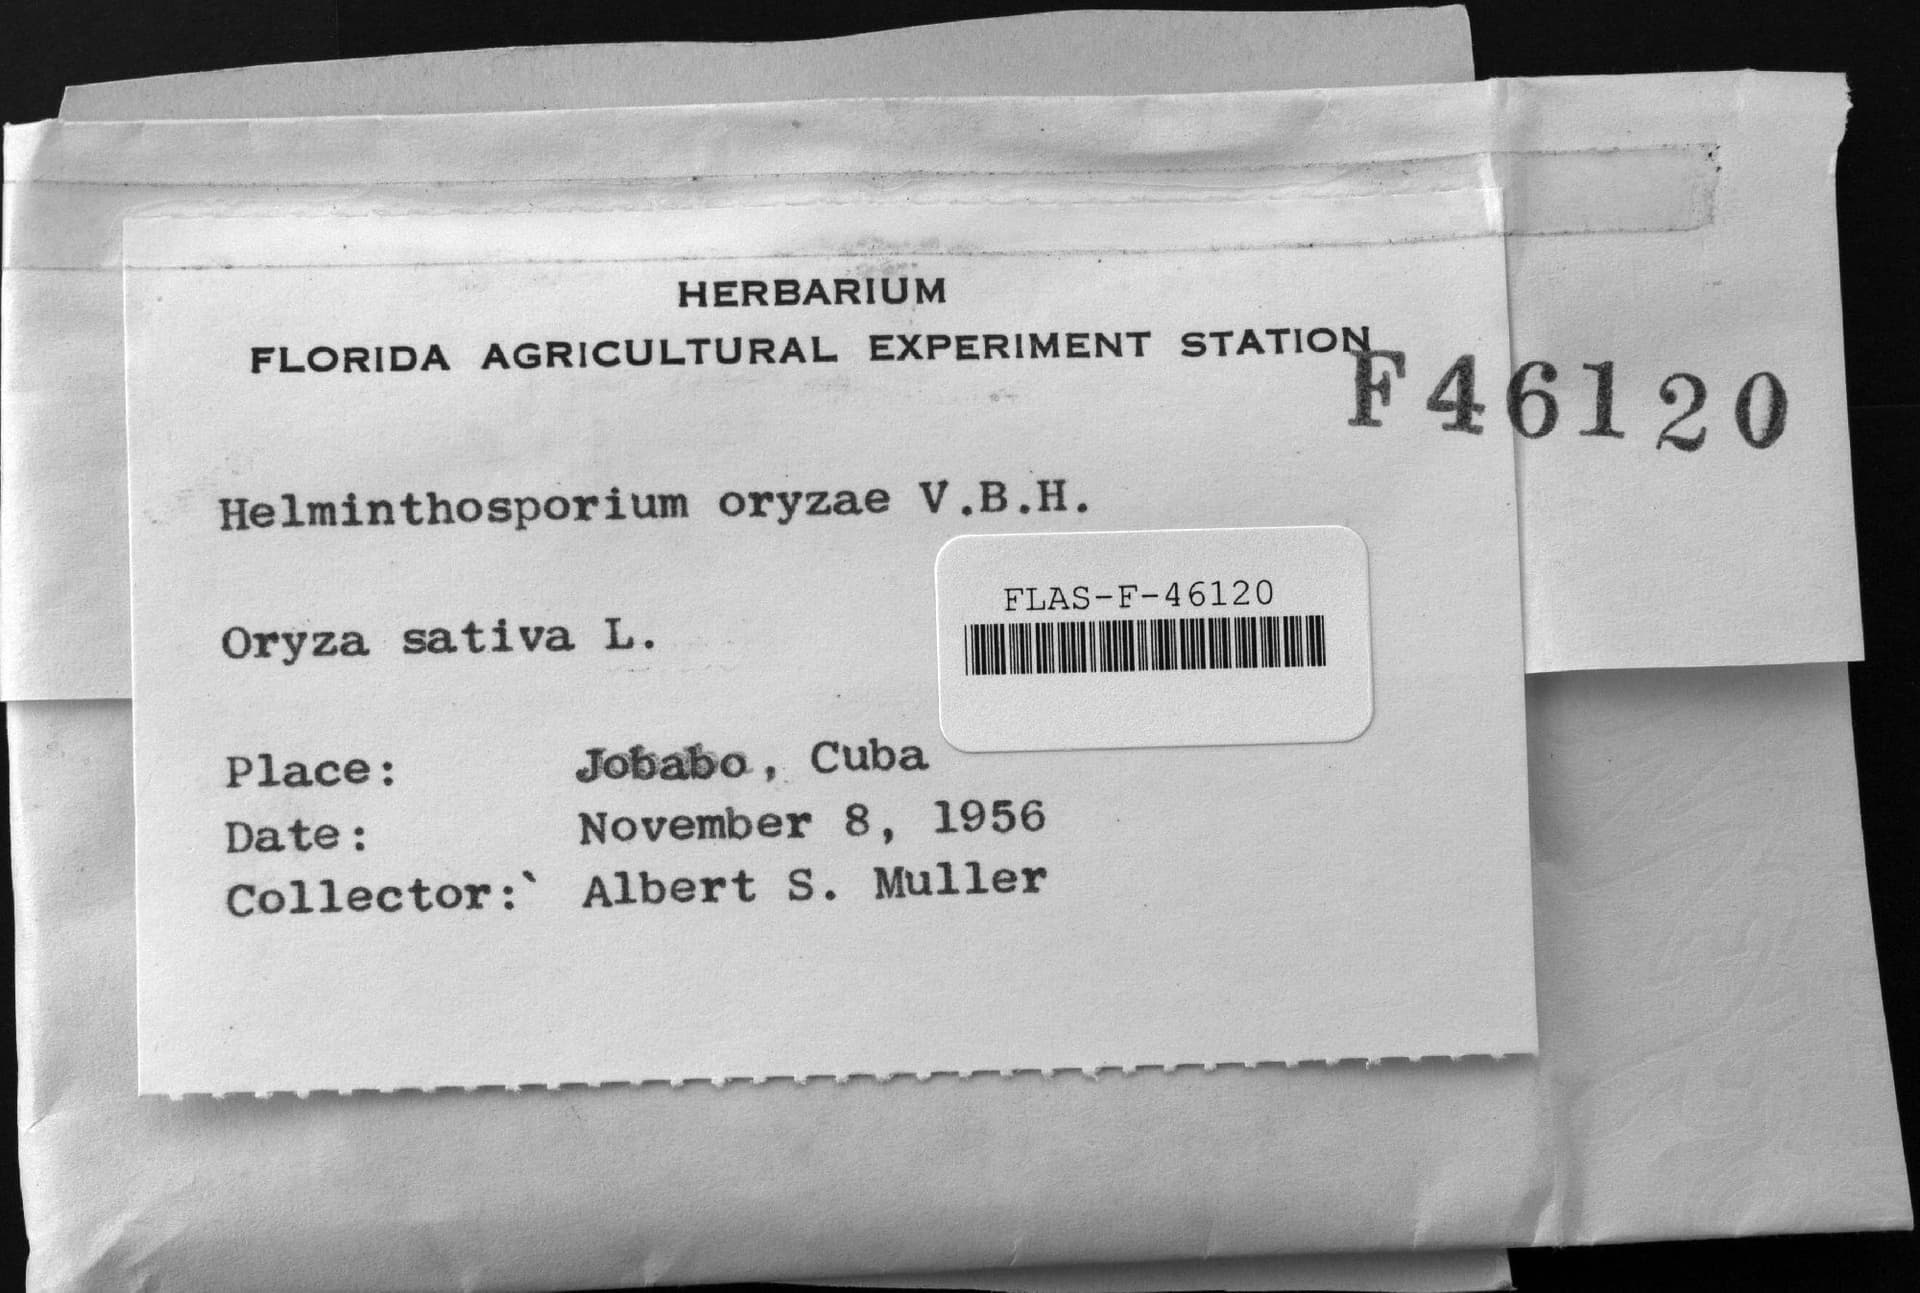 HERBARIUM
FLORIDA AGRICULTURAL EXPERIMENT STATION
F46120
Helminthosporium oryzae V.B.H.
FLAS-F-46120
Oryza sativa L.
Place: Jobabo, Cuba
Date: November 8, 1956
Collector:` Albert S. Muller